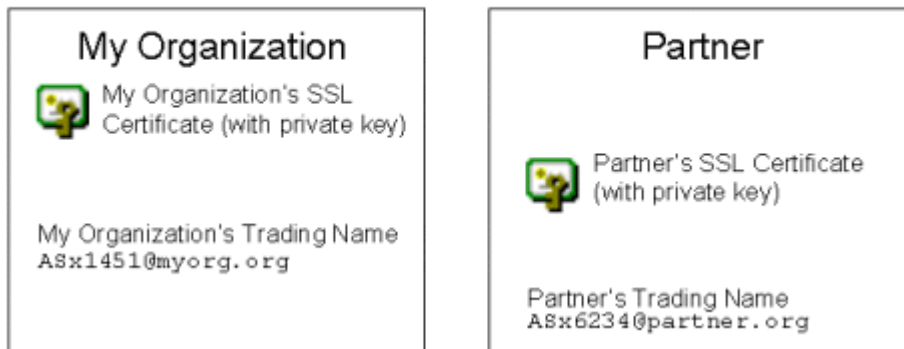 My Organization
My Organization's SSL
Certificate (with private key)
My Organization's Trading Name
ASx1451@myorg.org
Partner
Partner's SSL Certificate
(with private key)
Partner's Trading Name
ASx6234@partner.org